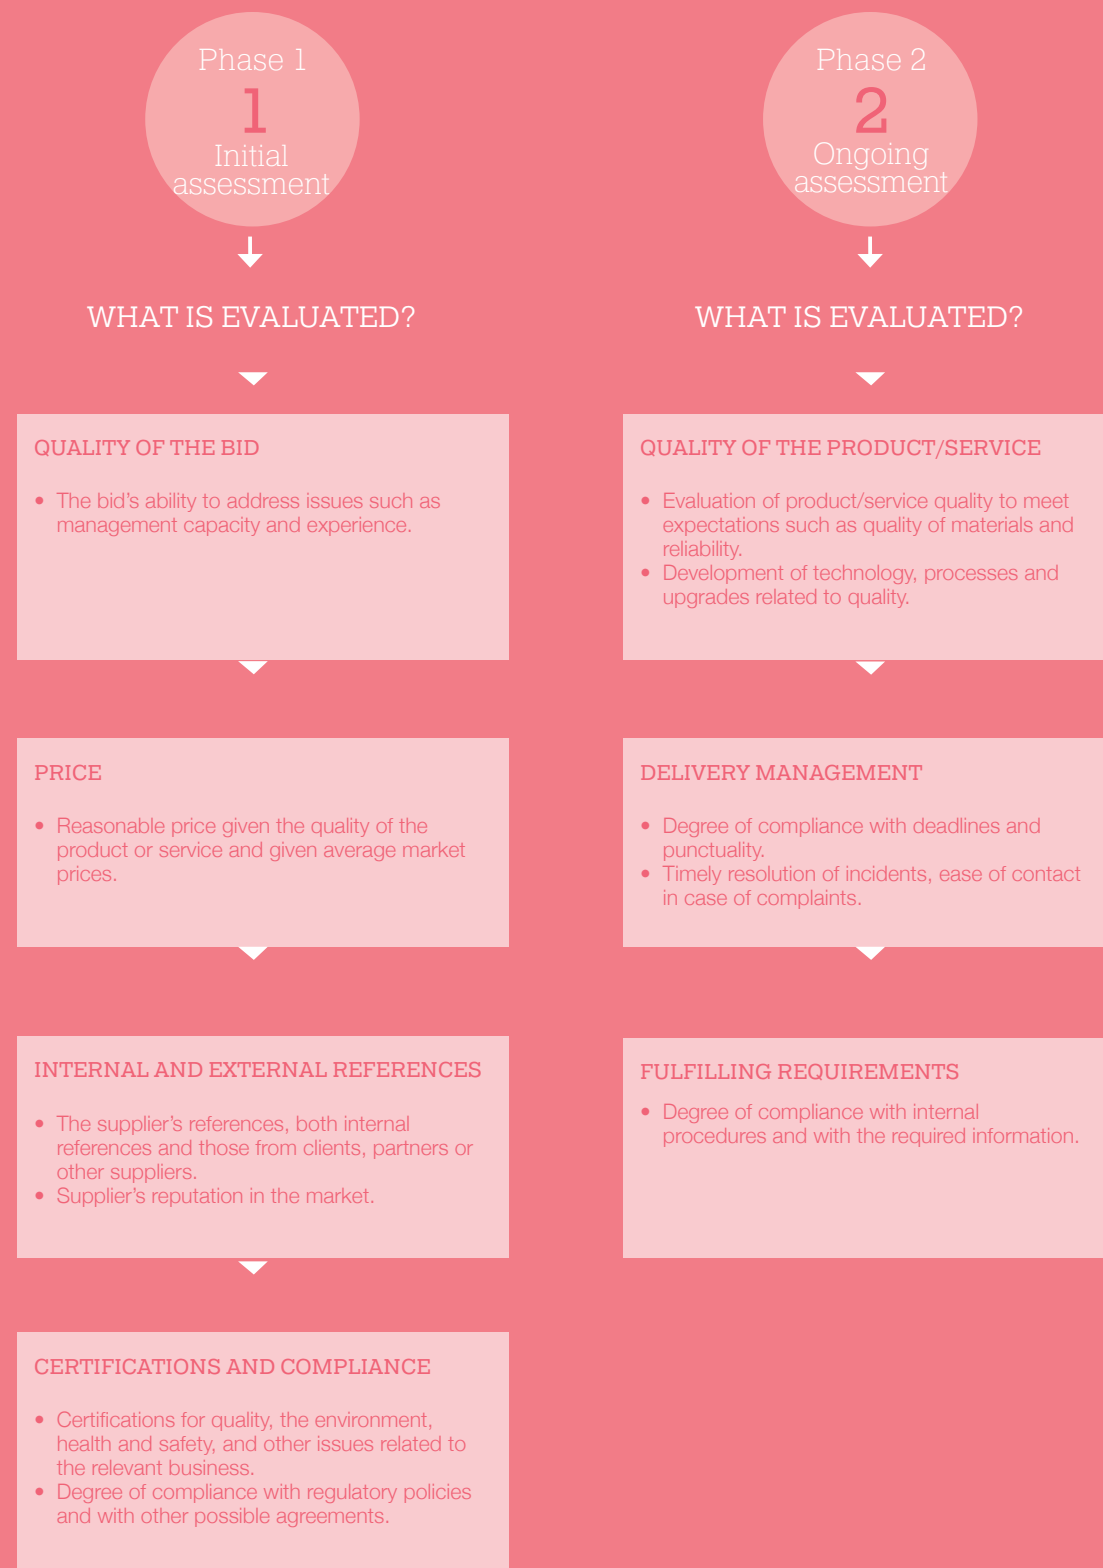 Phase 1
1
Initial
assessment
WHAT IS EVALUATED?
QUALITY OF THE BID
• The bid's ability to address issues such as
management capacity and experience.
PRICE
• Reasonable price given the quality of the
product or service and given average market
prices.
INTERNAL AND EXTERNAL REFERENCES
• The supplier's references, both internal
references and those from clients, partners or
other suppliers.
• Supplier's reputation in the market.
CERTIFICATIONS AND COMPLIANCE
• Certifications for quality, the environment,
health and safety, and other issues related to
the relevant business.
• Degree of compliance with regulatory policies
and with other possible agreements.
Phase 2
2
Ongoing
assessment
WHAT IS EVALUATED?
QUALITY OF THE PRODUCT/SERVICE
• Evaluation of product/service quality to meet
expectations such as quality of materials and
reliability.
• Development of technology, processes and
upgrades related to quality.
DELIVERY MANAGEMENT
• Degree of compliance with deadlines and
punctuality.
• Timely resolution of incidents, ease of contact
in case of complaints.
FULFILLING REQUIREMENTS
• Degree of compliance with internal
procedures and with the required information.